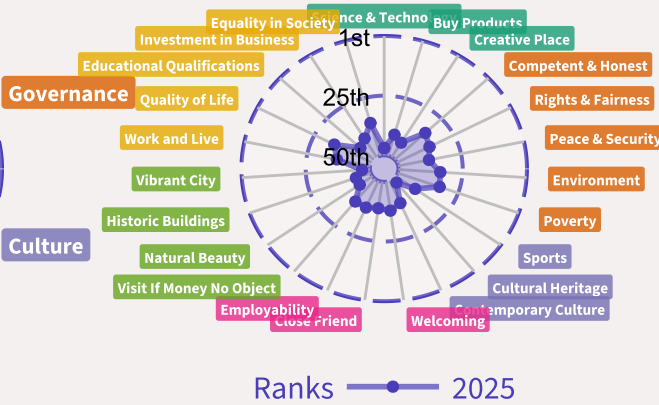 Science & Technology
Equality in Society
Buy Products
Investment in Business
1st
Creative Place
Educational Qualifications
Competent & Honest
Governance
Quality of Life
25th
Rights & Fairness
Work and Live
Peace & Security
50th
Vibrant City
Environment
Historic Buildings
Poverty
Culture
Natural Beauty
Sports
Visit If Money No Object
Cultural Heritage
Employability
Contemporary Culture
Close Friend
Welcoming
Ranks
2025